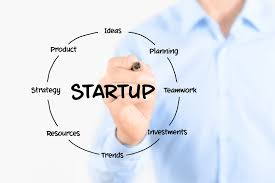 Ideas
Product
Planning
Strategy
STARTUP
Teamwork
Resources
Investments
Trends